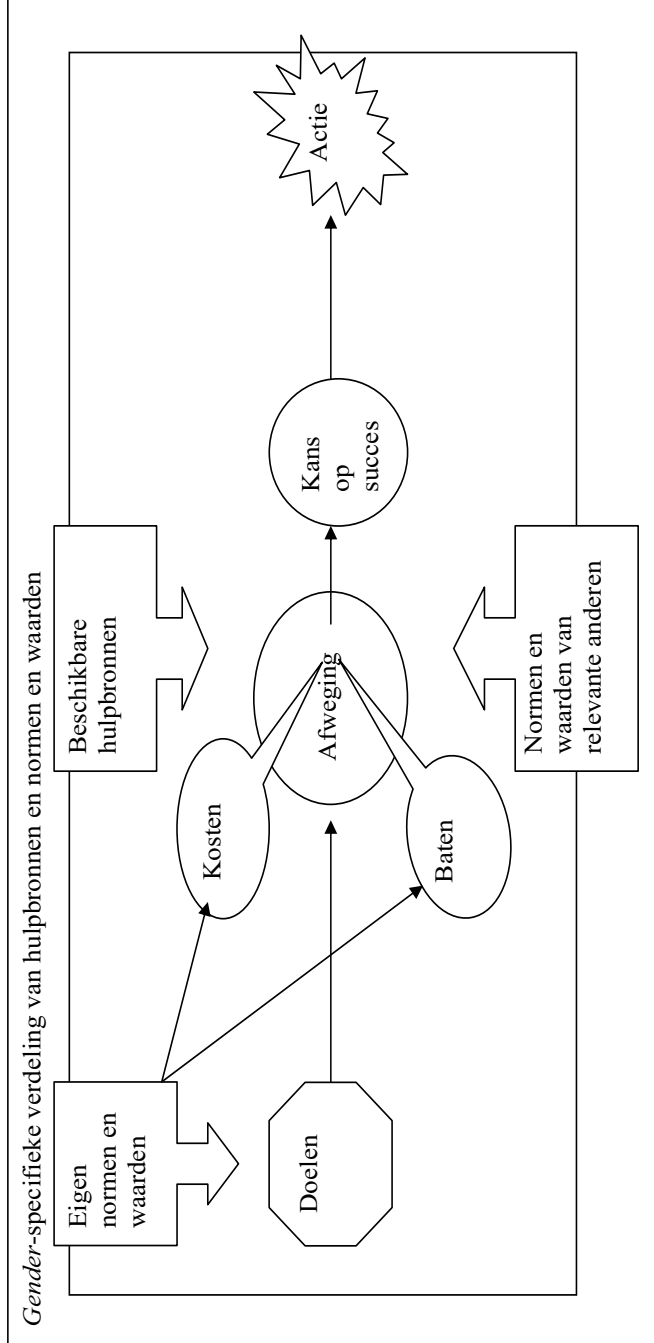 Gender-specifieke verdeling van hulpbronnen en normen en waarden
Eigen
normen en
waarden
Beschikbare
hulpbronnen
Kosten
Doelen
Afweging
Kans
op
succes
Actie
Baten
Normen en
waarden van
relevante anderen